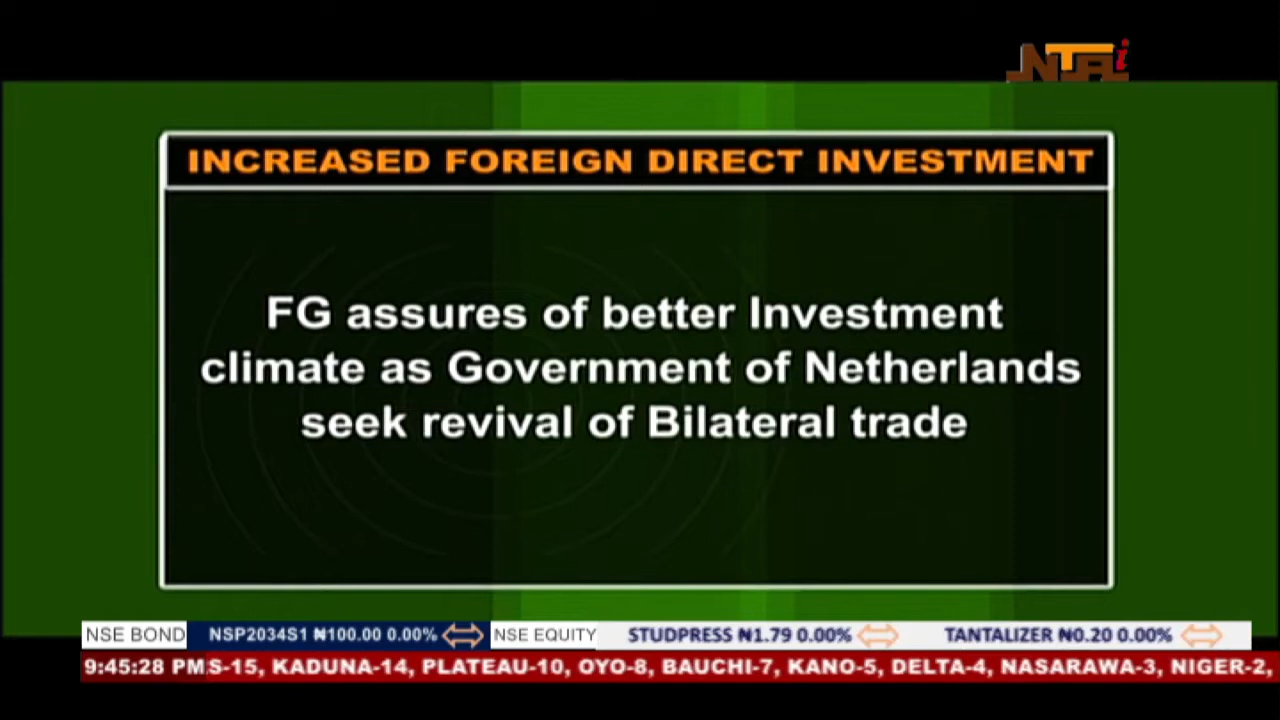 NTAi
INCREASED FOREIGN DIRECT INVESTMENT
FG assures of better Investment
climate as Government of Netherlands
seek revival of Bilateral trade
NSE BOND NSP2034S1 ₦100.00 0.00% NSE EQUITY STUDPRESS ₦1.79 0.00% TANTALIZER ₦0.20 0.00%
9:45:28 PM S-15, KADUNA-14, PLATEAU-10, OYO-8, BAUCHI-7, KANO-5, DELTA-4, NASARAWA-3, NIGER-2,